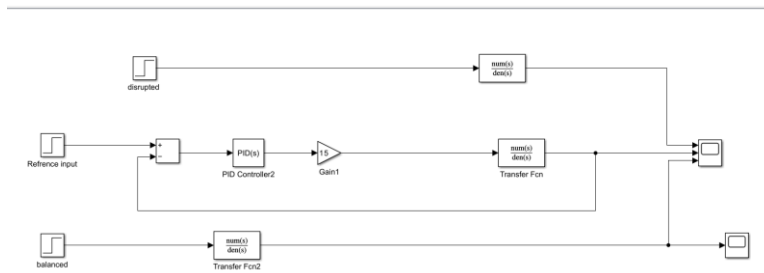 num(s)
den(s)
disrupted
Refrence input
+
−
PID(s)
PID Controller2
15
Gain1
num(s)
den(s)
Transfer Fcn
balanced
num(s)
den(s)
Transfer Fcn2